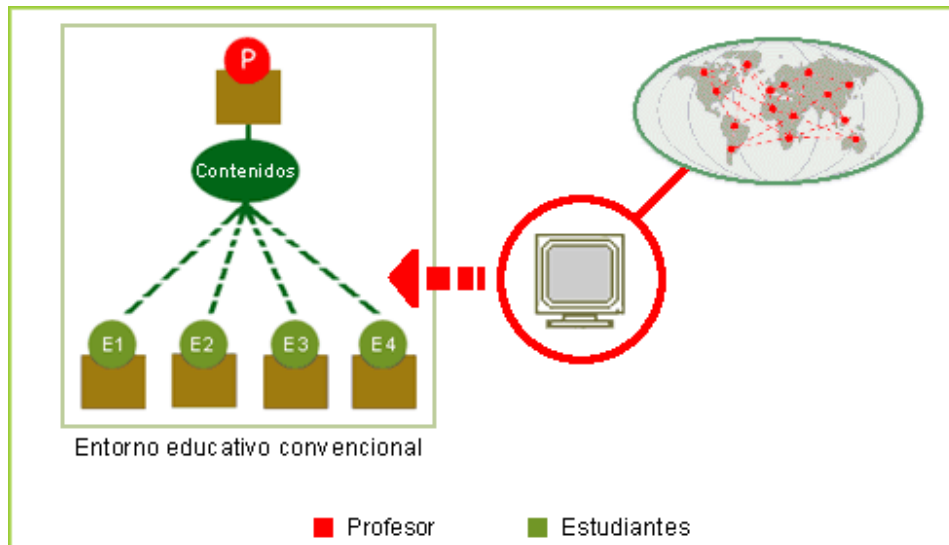 P
Contenidos
E1 E2 E3 E4
Entorno educativo convencional
Profesor Estudiantes